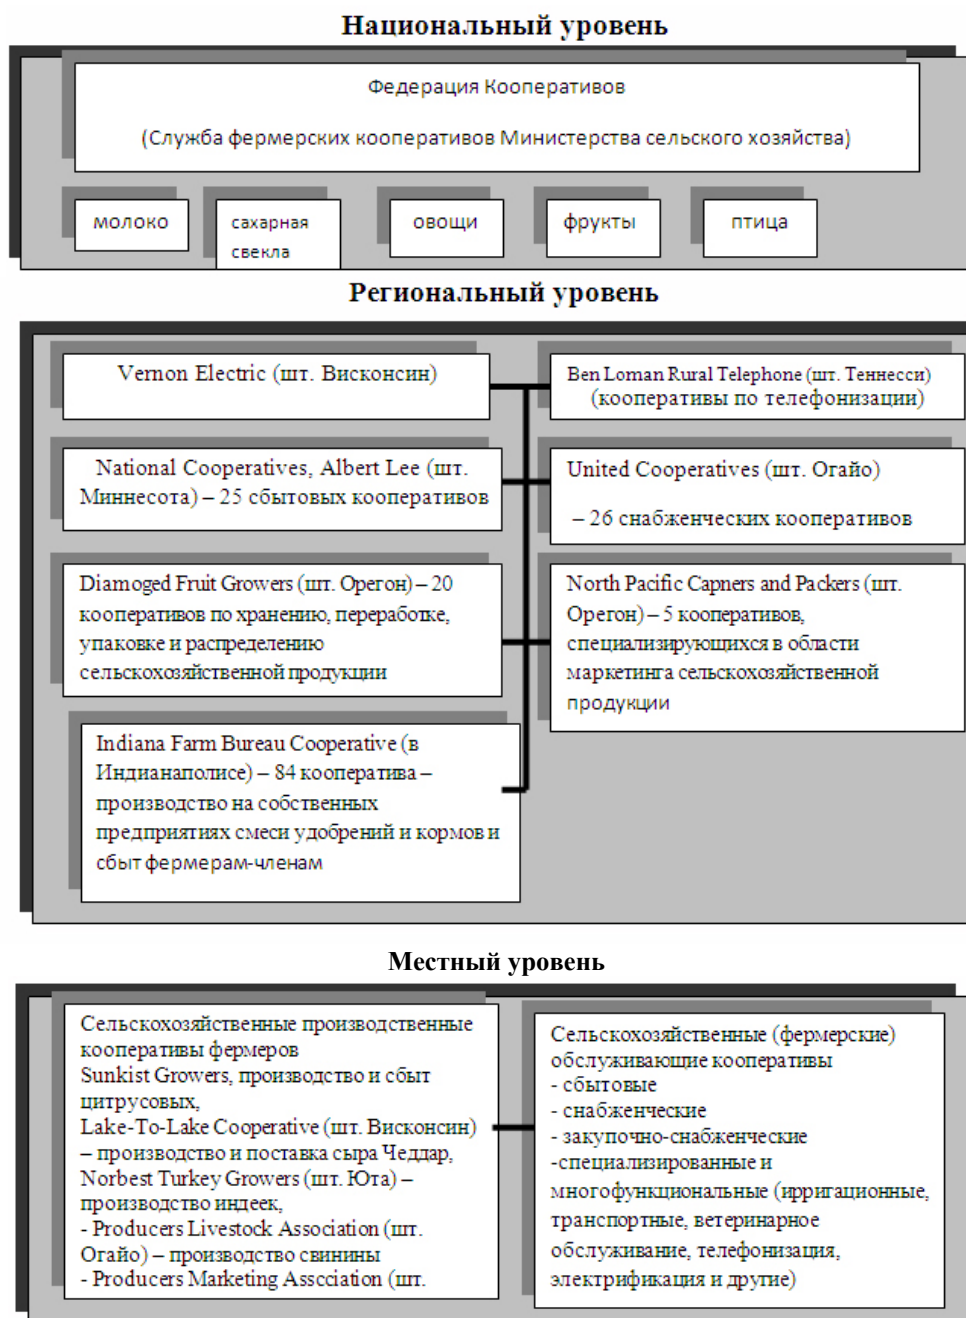 Национальный уровень
Федерация Кооперативов
(Служба фермерских кооперативов Министерства сельского хозяйства)
молоко
сахарная
свекла
овощи
фрукты
птица
Региональный уровень
Vernon Electric (шт. Висконсин)
Ben Loman Rural Telephone (шт. Теннесси)
(кооперативы по телефонизации)
National Cooperatives, Albert Lee (шт.
Миннесота) – 25 сбытовых кооперативов
United Cooperatives (шт. Огайо)
– 26 снабженческих кооперативов
Diamoged Fruit Growers (шт. Орегон) – 20
кооперативов по хранению, переработке,
упаковке и распределению
сельскохозяйственной продукции
North Pacific Capners and Packers (шт.
Орегон) – 5 кооперативов,
специализирующихся в области
маркетинга сельскохозяйственной
продукции
Indiana Farm Bureau Cooperative (в
Индианаполисе) – 84 кооператива –
производство на собственных
предприятиях смеси удобрений и кормов и
сбыт фермерам-членам
Местный уровень
Сельскохозяйственные производственные
кооперативы фермеров
Sunkist Growers, производство и сбыт
цитрусовых,
Lake-To-Lake Cooperative (шт. Висконсин)
– производство и поставка сыра Чеддар,
Norbest Turkey Growers (шт. Юта) –
производство индеек,
- Producers Livestock Association (шт.
Огайо) – производство свинины
- Producers Marketing Asscciation (шт.
Сельскохозяйственные (фермерские)
обслуживающие кооперативы
- сбытовые
- снабженческие
- закупочно-снабженческие
-специализированные и
многофункциональные (ирригационные,
транспортные, ветеринарное
обслуживание, телефонизация,
электрификация и другие)